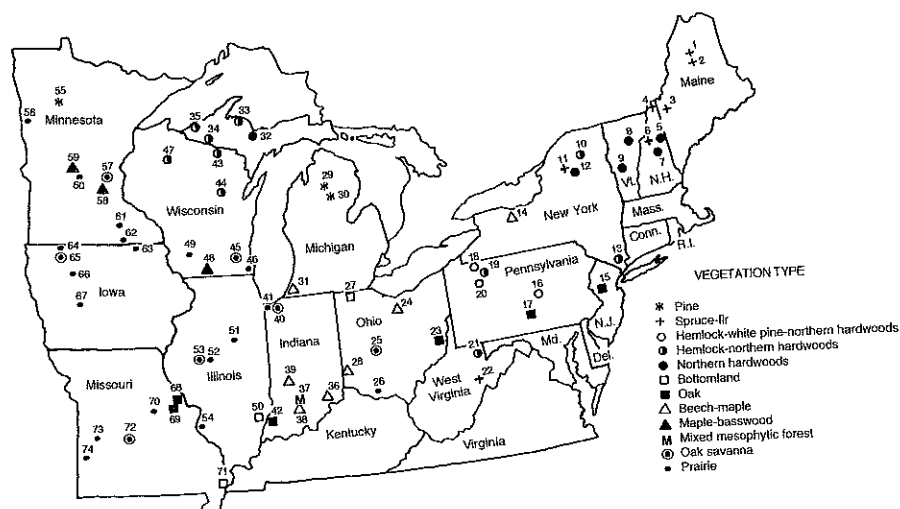 55
56
Minnesota
59
50
57
58
61
62
63
35
34
33
32
43
47
44
Wisconsin
49
48
45
46
29
30
Michigan
31
64
65
66
67
Iowa
41
40
51
53
52
Illinois
50
54
Missouri
68
69
70
72
73
74
71
Indiana
39
37
M
38
36
42
27
24
Ohio
25
23
28
26
Kentucky
West
Virginia
21
22
Virginia
Md.
Del.
N.J.
15
Pennsylvania
18
19
20
16
17
New York
14
10
11
12
13
Conn.
R.I.
Mass.
Vt.
8
9
N.H.
4
3
5
6
7
Maine
1
2
VEGETATION TYPE
Pine
Spruce-fir
Hemlock-white pine-northern hardwoods
Hemlock-northern hardwoods
Northern hardwoods
Bottomland
Oak
Beech-maple
Maple-basswood
M Mixed mesophytic forest
Oak savanna
Prairie